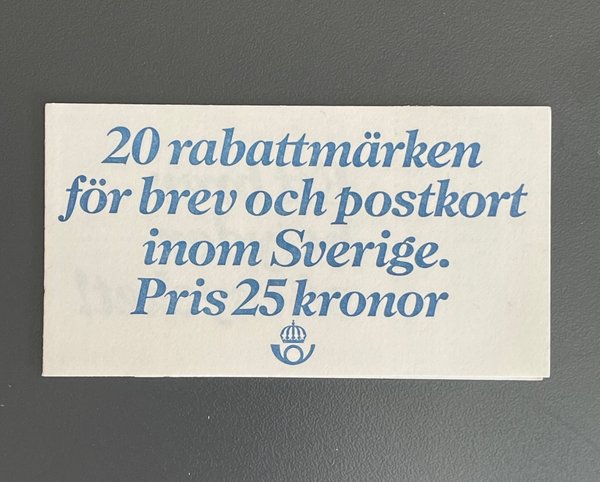 20 rabattmärken
för brev och postkort
inom Sverige.
Pris 25 kronor